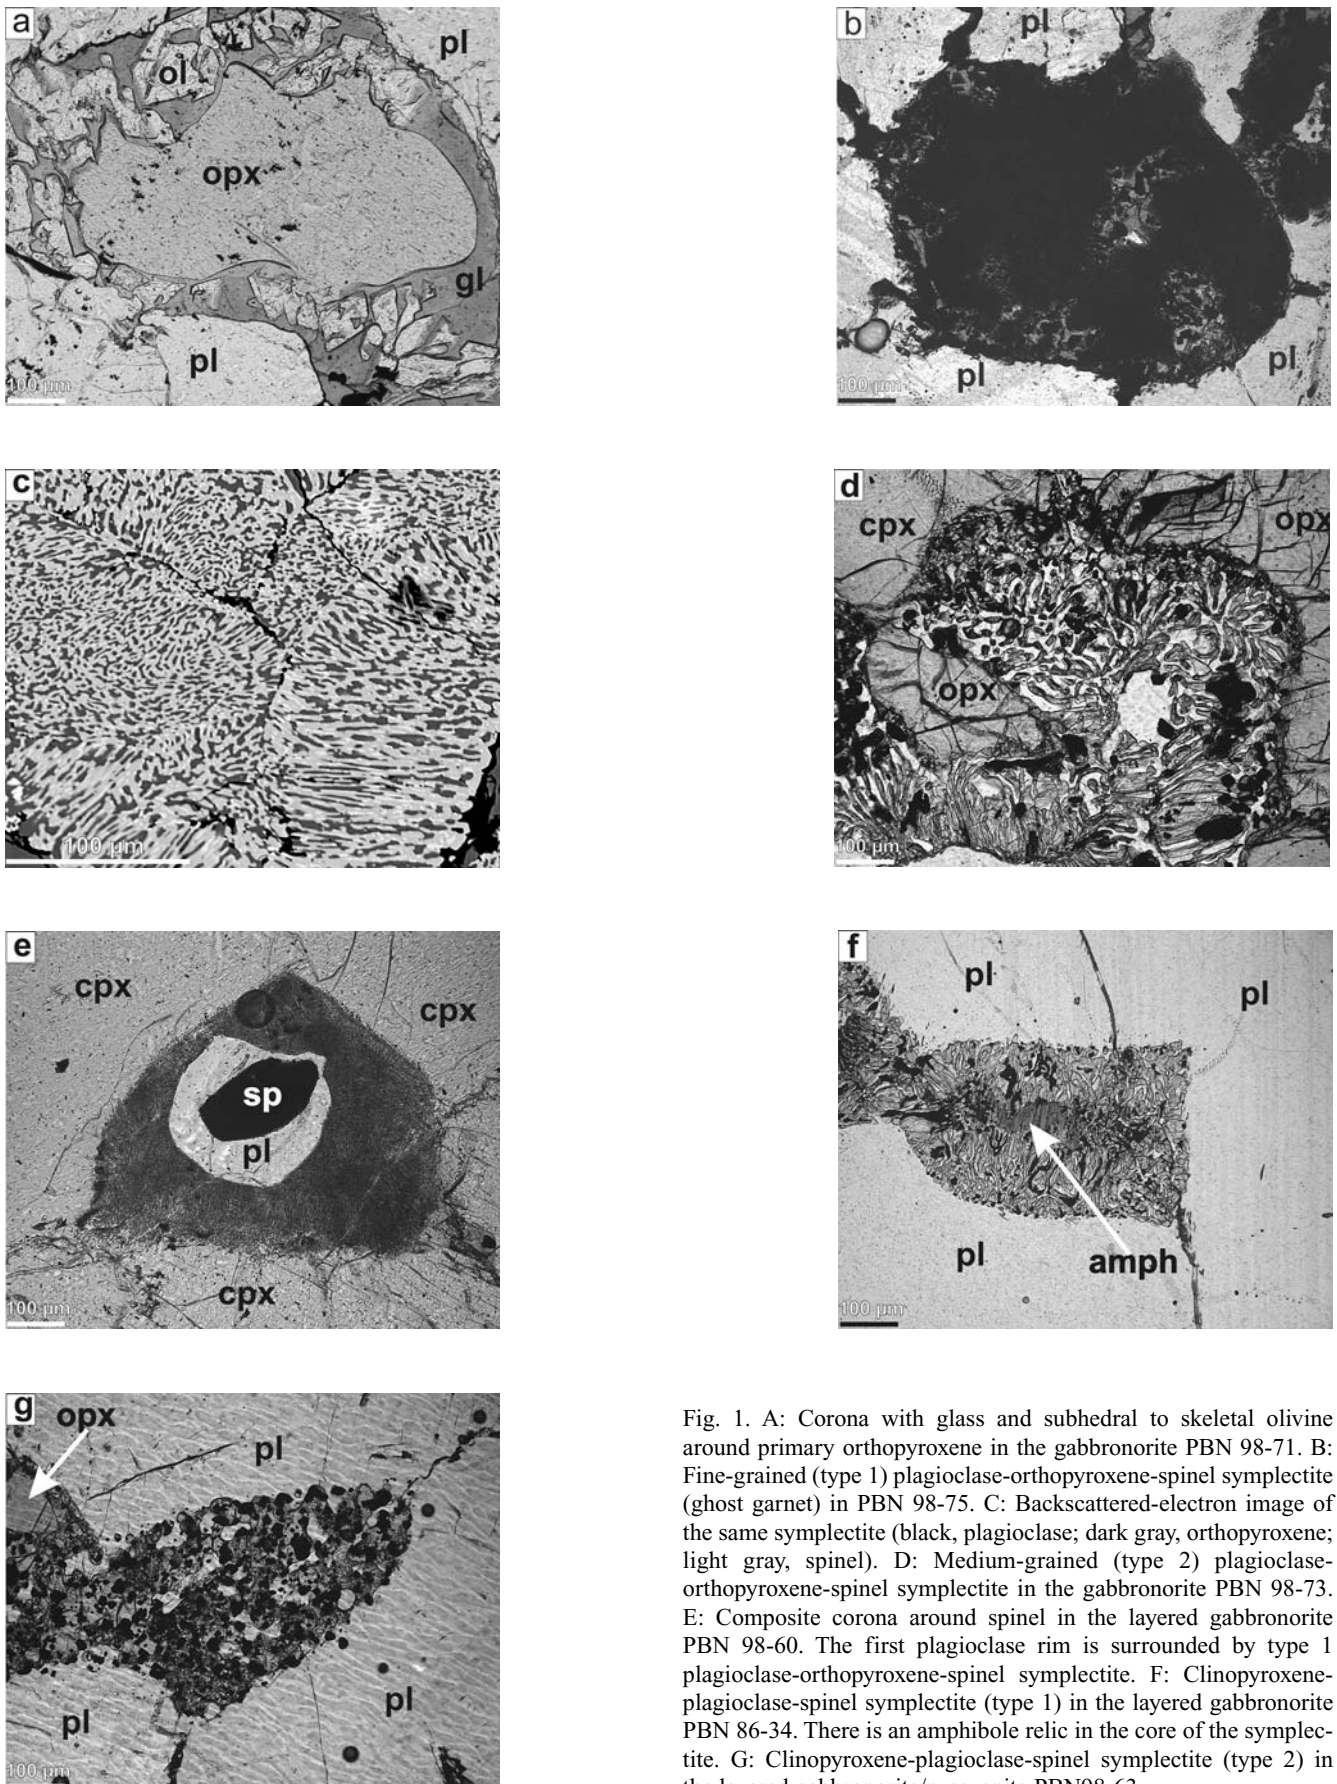 a
ol
pl
opx
gl
pl
100 µm
b
pl
pl
pl
100 µm
c
100 µm
d
cpx
opx
opx
100 µm
e
cpx
cpx
sp
pl
cpx
100 µm
f
pl
pl
pl
amph
100 µm
g
opx
pl
pl
pl
100 µm
Fig. 1. A: Corona with glass and subhedral to skeletal olivine
around primary orthopyroxene in the gabbronorite PBN 98-71. B:
Fine-grained (type 1) plagioclase-orthopyroxene-spinel symplectite
(ghost garnet) in PBN 98-75. C: Backscattered-electron image of
the same symplectite (black, plagioclase; dark gray, orthopyroxene;
light gray, spinel). D: Medium-grained (type 2) plagioclase-
orthopyroxene-spinel symplectite in the gabbronorite PBN 98-73.
E: Composite corona around spinel in the layered gabbronorite
PBN 98-60. The first plagioclase rim is surrounded by type 1
plagioclase-orthopyroxene-spinel symplectite. F: Clinopyroxene-
plagioclase-spinel symplectite (type 1) in the layered gabbronorite
PBN 86-34. There is an amphibole relic in the core of the symplec-
tite. G: Clinopyroxene-plagioclase-spinel symplectite (type 2) in